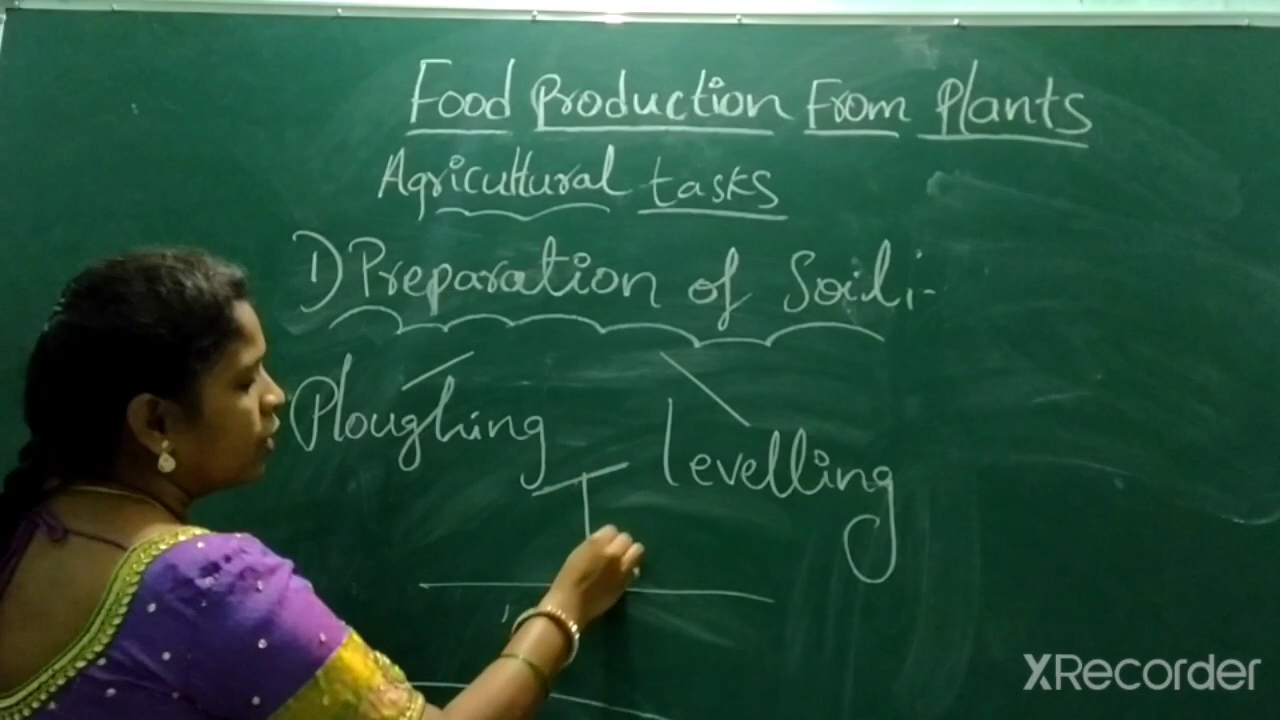 Food Production From Plants
Agricultural tasks
1) Preparation of Soil:-
Ploughing levelling
XRecorder